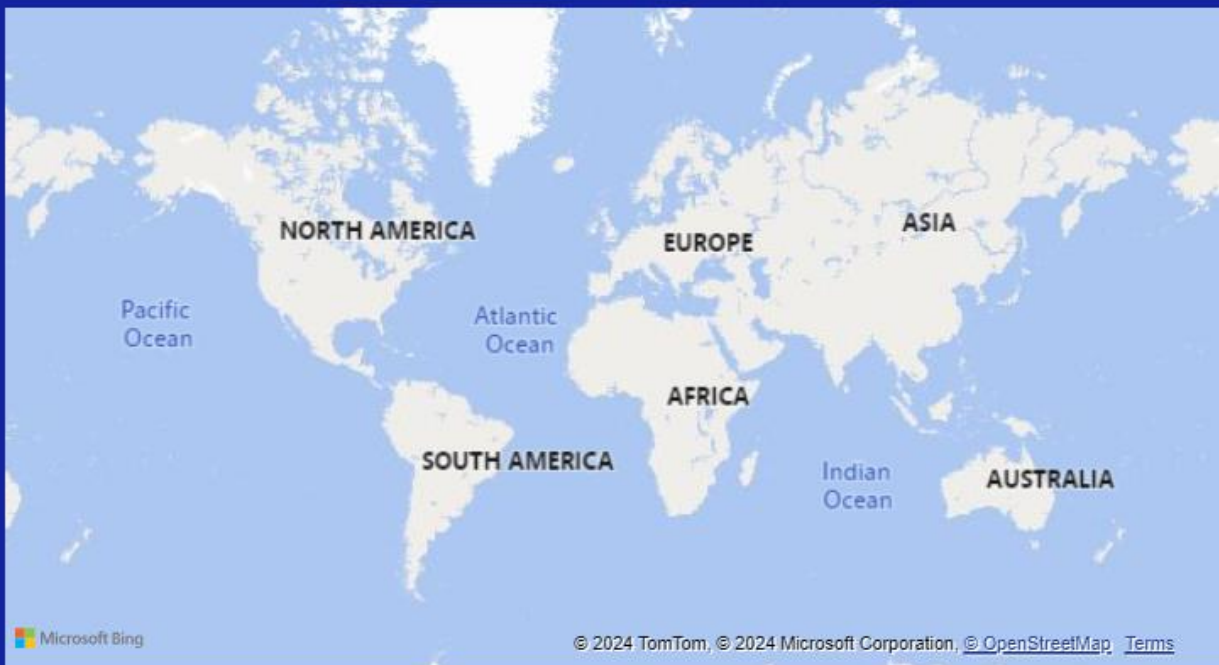 NORTH AMERICA
EUROPE
ASIA
Pacific
Ocean
Atlantic
Ocean
AFRICA
SOUTH AMERICA
Indian
Ocean
AUSTRALIA
Microsoft Bing
© 2024 TomTom, © 2024 Microsoft Corporation, © OpenStreetMap Terms